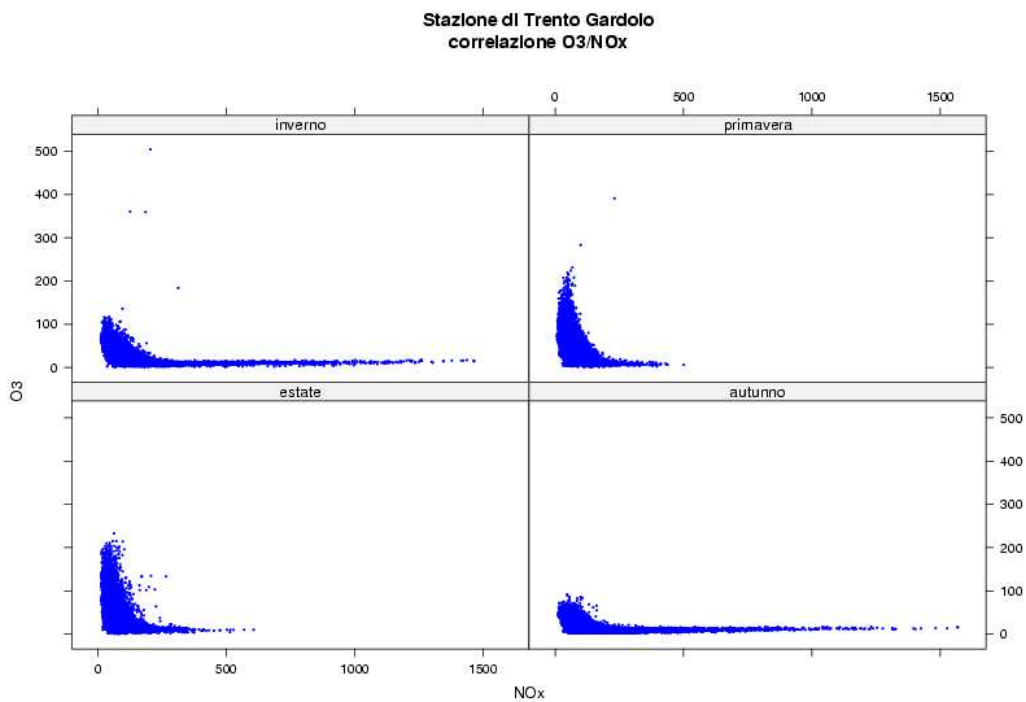 Stazione di Trento Gardolo
correlazione O3/NOx
0 500 1000 1500
inverno primavera
500
400
300
200
100
0
O3
estate autunno
500
400
300
200
100
0
0 500 1000 1500
NOx